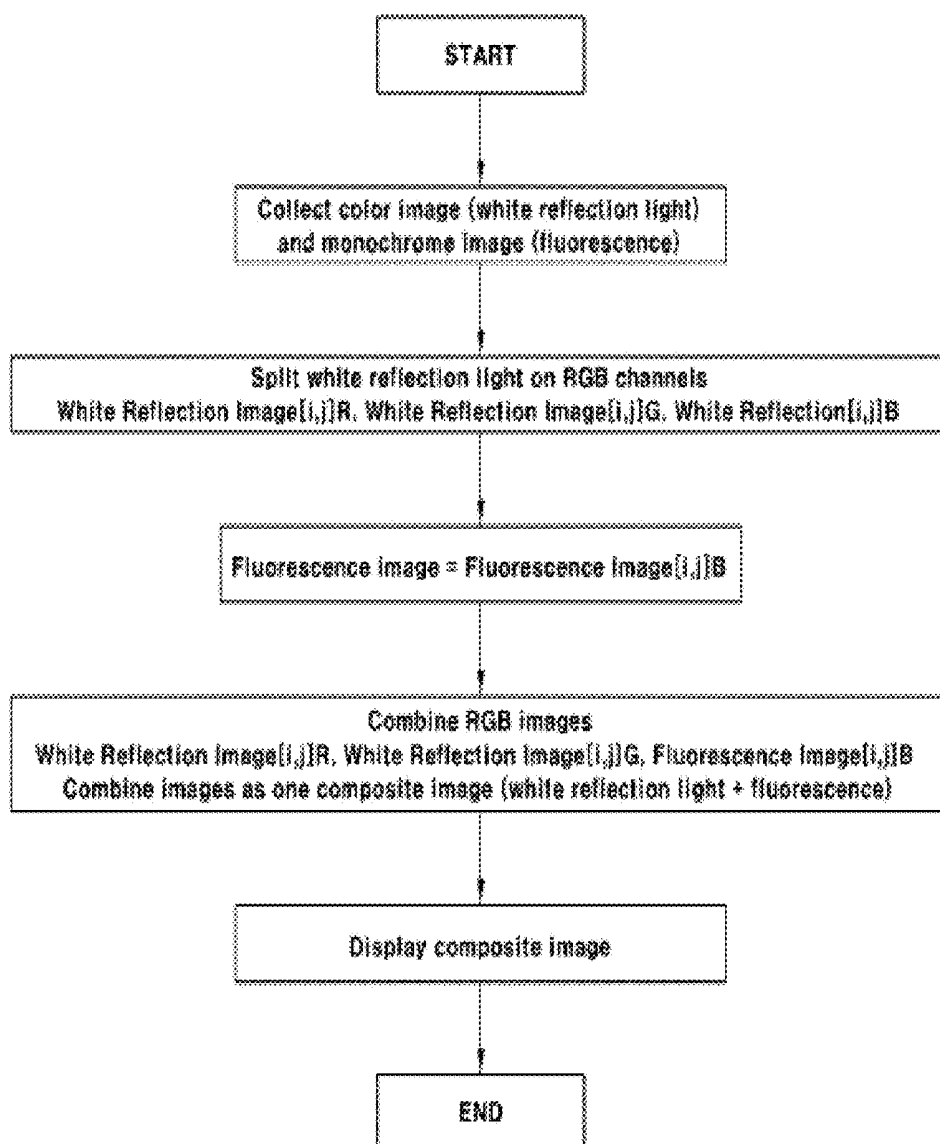 START
Collect color image (white reflection light)
and monochrome image (fluorescence)
Split white reflection light on RGB channels
White Reflection Image[i,j]R, White Reflection Image[i,j]G, White Reflection[i,j]B
Fluorescence image = Fluorescence Image[i,j]B
Combine RGB images
White Reflection Image[i,j]R, White Reflection Image[i,j]G, Fluorescence Image[i,j]B
Combine images as one composite image (white reflection light + fluorescence)
Display composite image
END